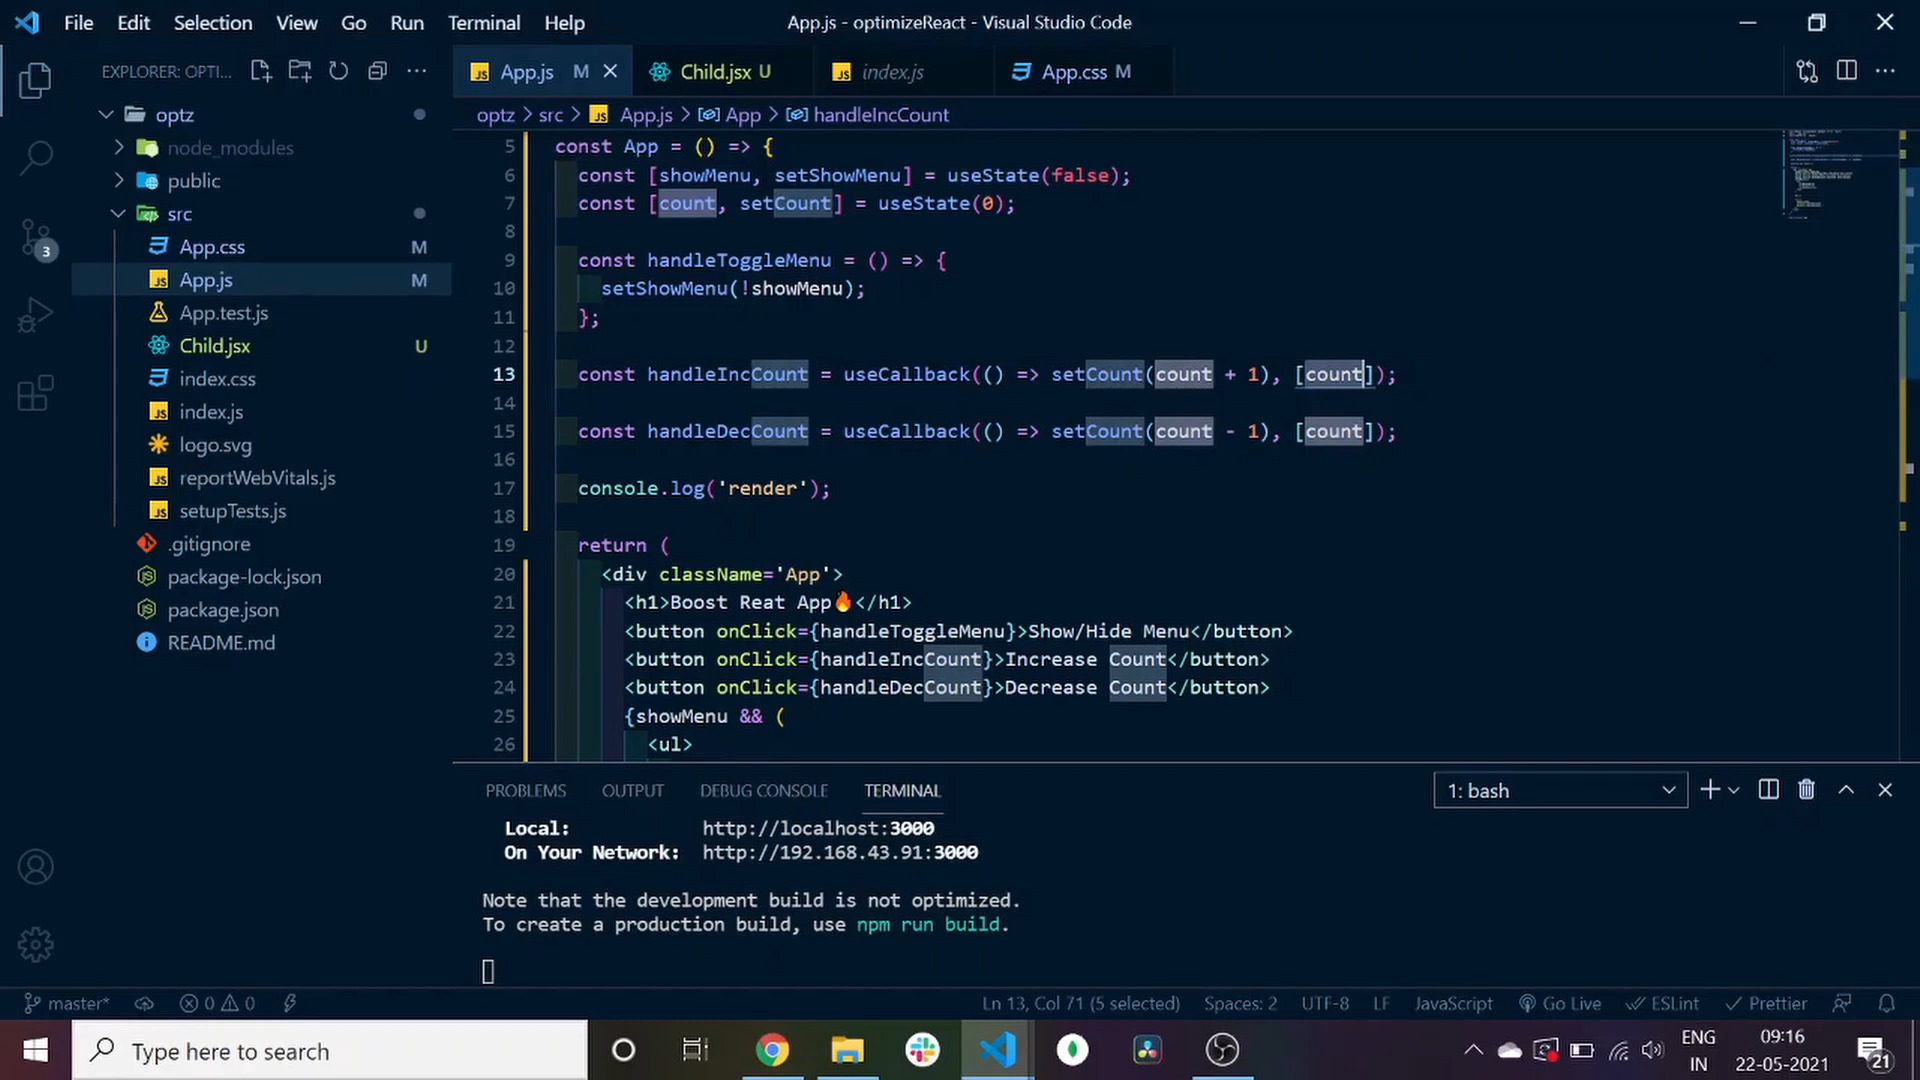 File Edit Selection View Go Run Terminal Help
App.js - optimizeReact - Visual Studio Code
EXPLORER: OPTI...
App.js M
Child.jsx U
index.js
App.css M
optz
node_modules
public
src
App.css M
App.js M
App.test.js
Child.jsx U
index.css
index.js
logo.svg
reportWebVitals.js
setupTests.js
.gitignore
package-lock.json
package.json
README.md
3
optz > src > App.js > App > handleIncCount
5 const App = () => {
6 const [showMenu, setShowMenu] = useState(false);
7 const [count, setCount] = useState(0);
8
9 const handleToggleMenu = () => {
10 setShowMenu(!showMenu);
11 };
12
13 const handleIncCount = useCallback(() => setCount(count + 1), [count]);
14
15 const handleDecCount = useCallback(() => setCount(count - 1), [count]);
16
17 console.log('render');
18
19 return (
20 <div className='App'>
21 <h1>Boost Reat App🔥</h1>
22 <button onClick={handleToggleMenu}>Show/Hide Menu</button>
23 <button onClick={handleIncCount}>Increase Count</button>
24 <button onClick={handleDecCount}>Decrease Count</button>
25 {showMenu && (
26 <ul>
PROBLEMS OUTPUT DEBUG CONSOLE TERMINAL
1: bash
Local: http://localhost:3000
On Your Network: http://192.168.43.91:3000
Note that the development build is not optimized.
To create a production build, use npm run build.
master* 0 0
Ln 13, Col 71 (5 selected) Spaces: 2 UTF-8 LF JavaScript Go Live ESLint Prettier
Type here to search
ENG
IN
09:16
22-05-2021
21